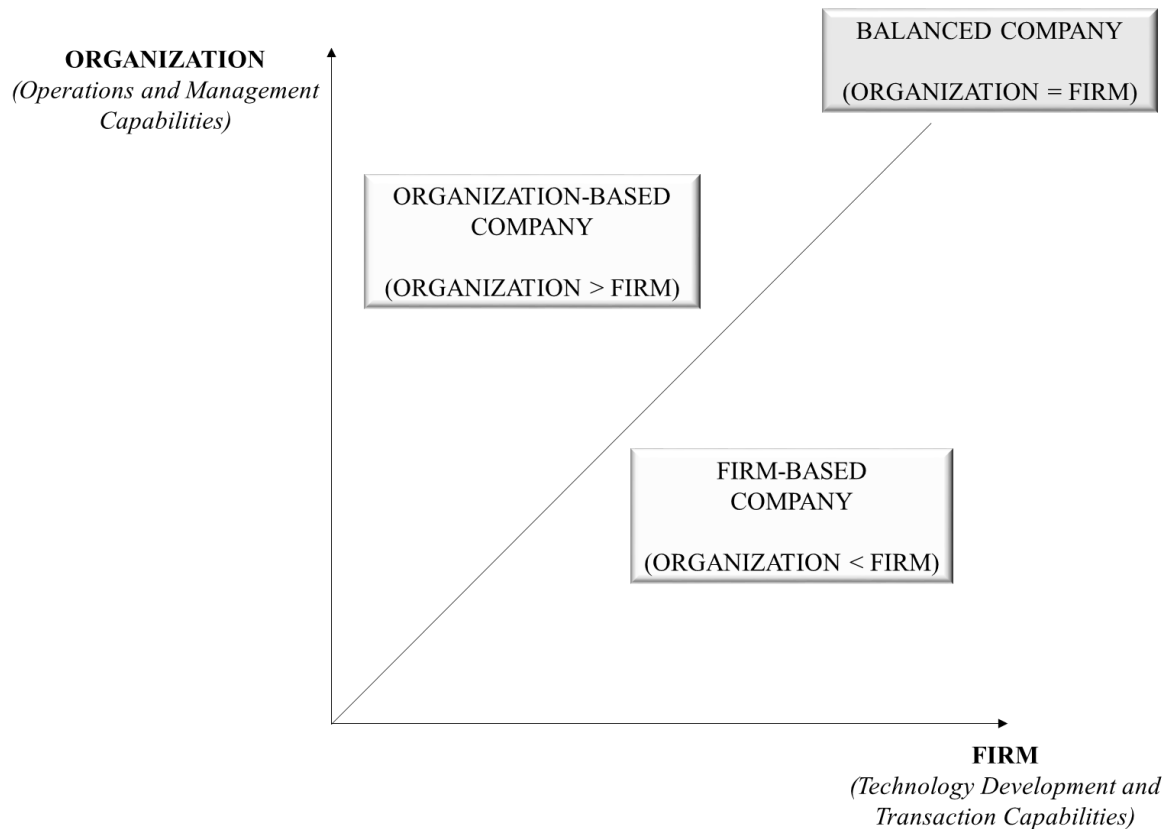 ORGANIZATION
(Operations and Management
Capabilities)
BALANCED COMPANY
(ORGANIZATION = FIRM)
ORGANIZATION-BASED
COMPANY
(ORGANIZATION > FIRM)
FIRM-BASED
COMPANY
(ORGANIZATION < FIRM)
FIRM
(Technology Development and
Transaction Capabilities)